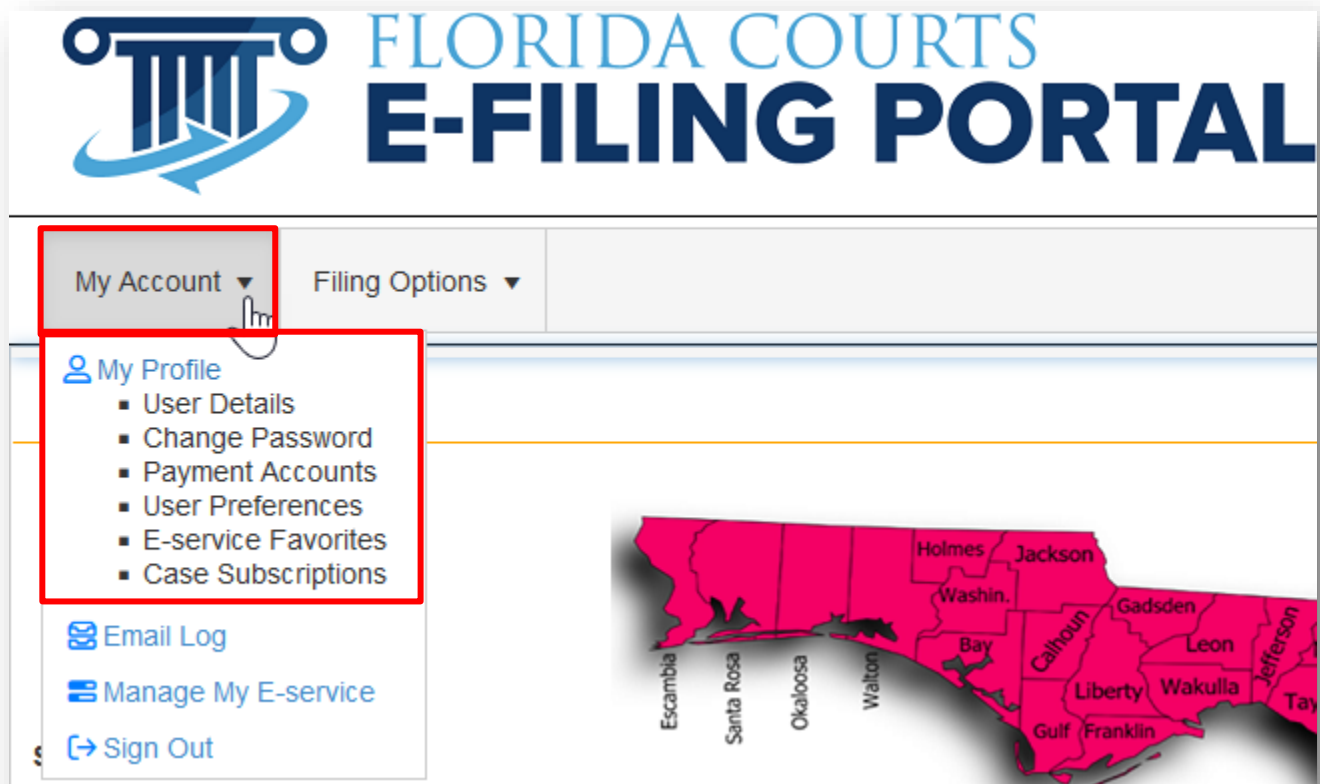 FLORIDA COURTS
E-FILING PORTAL
My Account
Filing Options
My Profile
User Details
Change Password
Payment Accounts
User Preferences
E-service Favorites
Case Subscriptions
Email Log
Manage My E-service
Sign Out
Holmes
Jackson
Washin.
Gadsden
Calhoun
Jefferson
Bay
Leon
Escambia
Santa Rosa
Okaloosa
Walton
Liberty
Wakulla
Tay
Gulf
Franklin